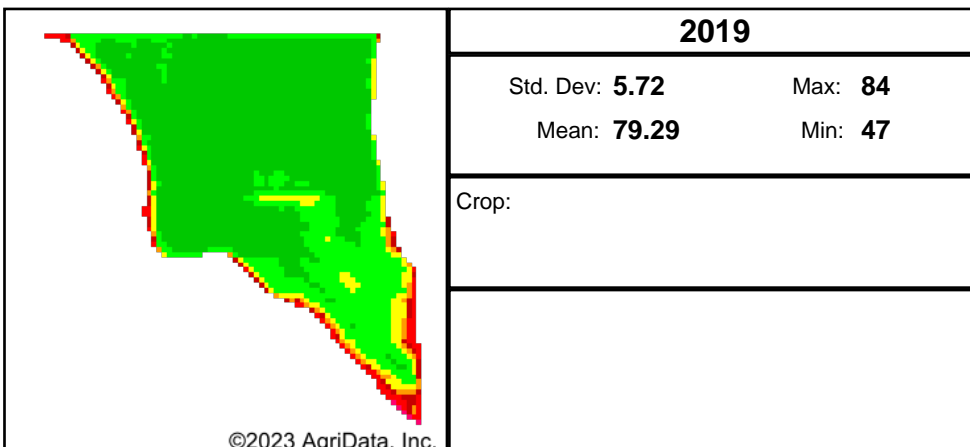 2019
Std. Dev: 5.72 Max: 84
Mean: 79.29 Min: 47
Crop:
©2023 AgriData, Inc.